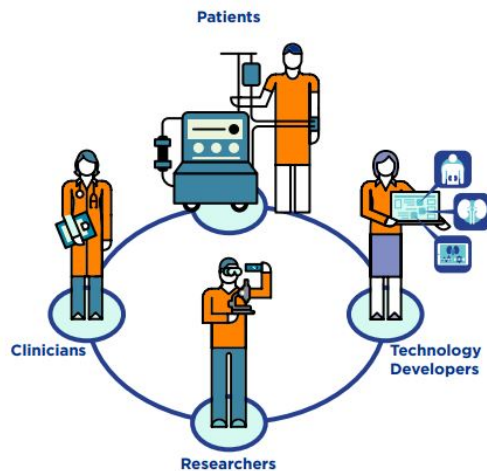 Patients
Clinicians
Technology
Developers
Researchers